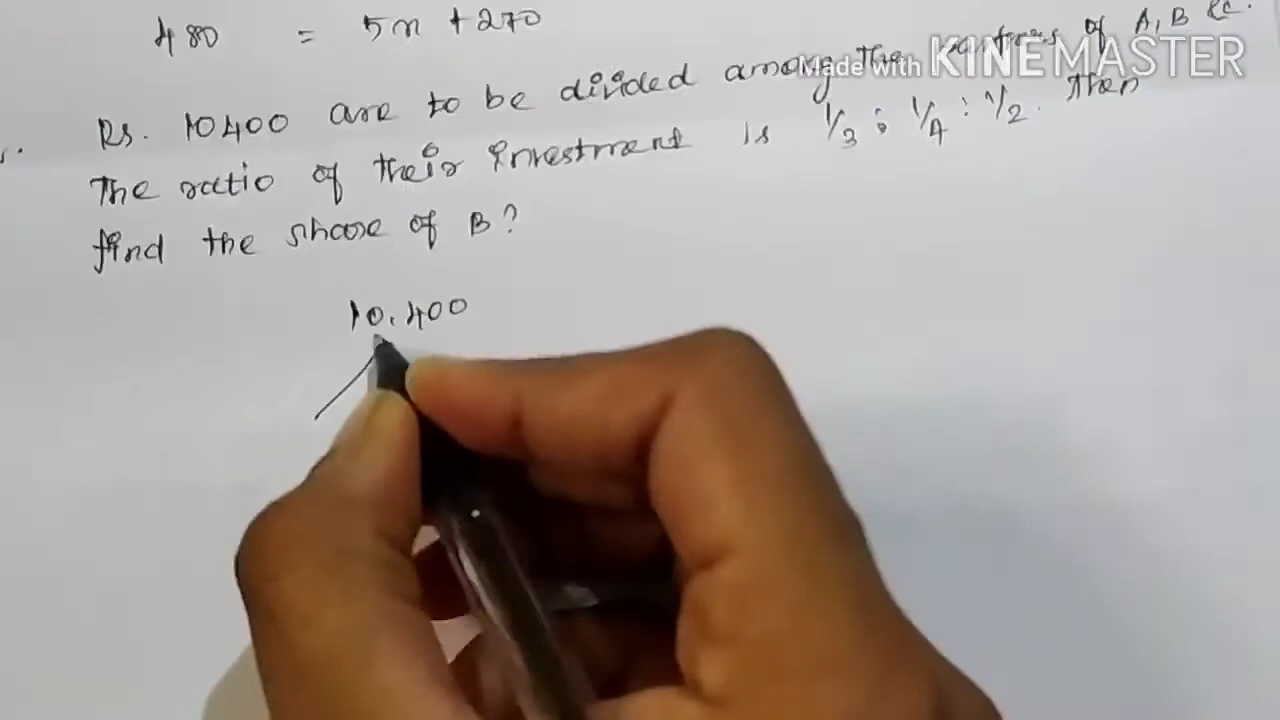 480 = 5n + 270
Rs. 10400 are to be divided among the of A, B &c.
Made with KINEMASTER
The ratio of their investment is 1/3 : 1/4 : 1/2. Then
find the share of B?
10.400